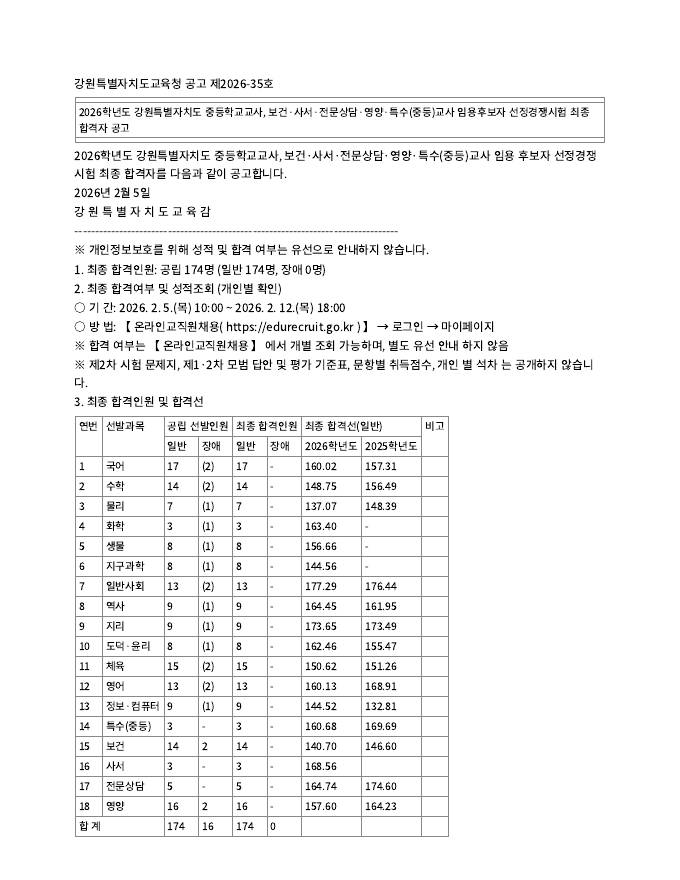 강원특별자치도교육청 공고 제2026-35호
2026학년도 강원특별자치도 중등학교교사, 보건·사서·전문상담·영양·특수(중등)교사 임용후보자 선정경쟁시험 최종
합격자 공고
2026학년도 강원특별자치도 중등학교교사, 보건·사서·전문상담·영양·특수(중등)교사 임용 후보자 선정경쟁
시험 최종 합격자를 다음과 같이 공고합니다.
2026년 2월 5일
강 원 특 별 자 치 도 교 육 감
--------------------------------------------------------------------------------
※ 개인정보보호를 위해 성적 및 합격 여부는 유선으로 안내하지 않습니다.
1. 최종 합격인원: 공립 174명 (일반 174명, 장애 0명)
2. 최종 합격여부 및 성적조회 (개인별 확인)
○ 기 간: 2026. 2. 5.(목) 10:00 ~ 2026. 2. 12.(목) 18:00
○ 방 법: 【 온라인교직원채용( https://edurecruit.go.kr ) 】 → 로그인 → 마이페이지
※ 합격 여부는 【 온라인교직원채용 】 에서 개별 조회 가능하며, 별도 유선 안내 하지 않음
※ 제2차 시험 문제지, 제1·2차 모범 답안 및 평가 기준표, 문항별 취득점수, 개인 별 석차 는 공개하지 않습니
다.
3. 최종 합격인원 및 합격선
연번 선발과목 공립 선발인원 최종 합격인원 최종 합격선(일반) 비고
일반 장애 일반 장애 2026학년도 2025학년도
1 국어 17 (2) 17 - 160.02 157.31
2 수학 14 (2) 14 - 148.75 156.49
3 물리 7 (1) 7 - 137.07 148.39
4 화학 3 (1) 3 - 163.40 -
5 생물 8 (1) 8 - 156.66 -
6 지구과학 8 (1) 8 - 144.56 -
7 일반사회 13 (2) 13 - 177.29 176.44
8 역사 9 (1) 9 - 164.45 161.95
9 지리 9 (1) 9 - 173.65 173.49
10 도덕·윤리 8 (1) 8 - 162.46 155.47
11 체육 15 (2) 15 - 150.62 151.26
12 영어 13 (2) 13 - 160.13 168.91
13 정보·컴퓨터 9 (1) 9 - 144.52 132.81
14 특수(중등) 3 - 3 - 160.68 169.69
15 보건 14 2 14 - 140.70 146.60
16 사서 3 - 3 - 168.56
17 전문상담 5 - 5 - 164.74 174.60
18 영양 16 2 16 - 157.60 164.23
합 계 174 16 174 0